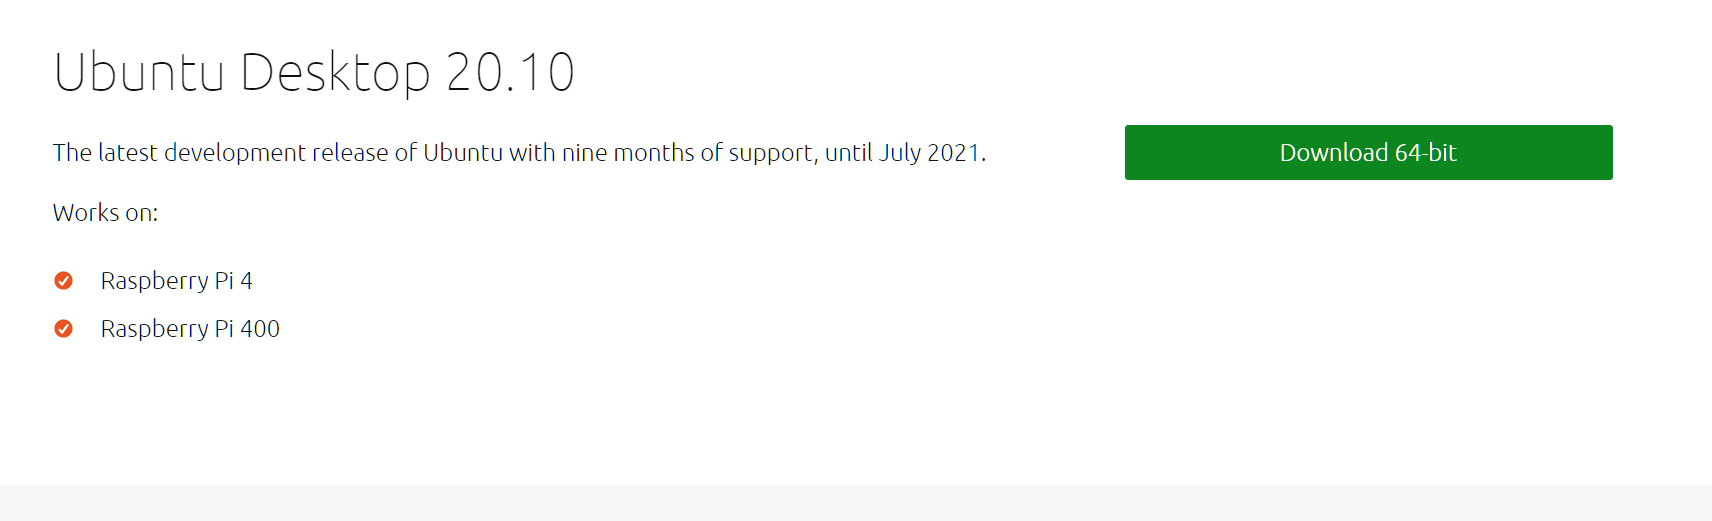 Ubuntu Desktop 20.10
The latest development release of Ubuntu with nine months of support, until July 2021.
Download 64-bit
Works on:
Raspberry Pi 4
Raspberry Pi 400